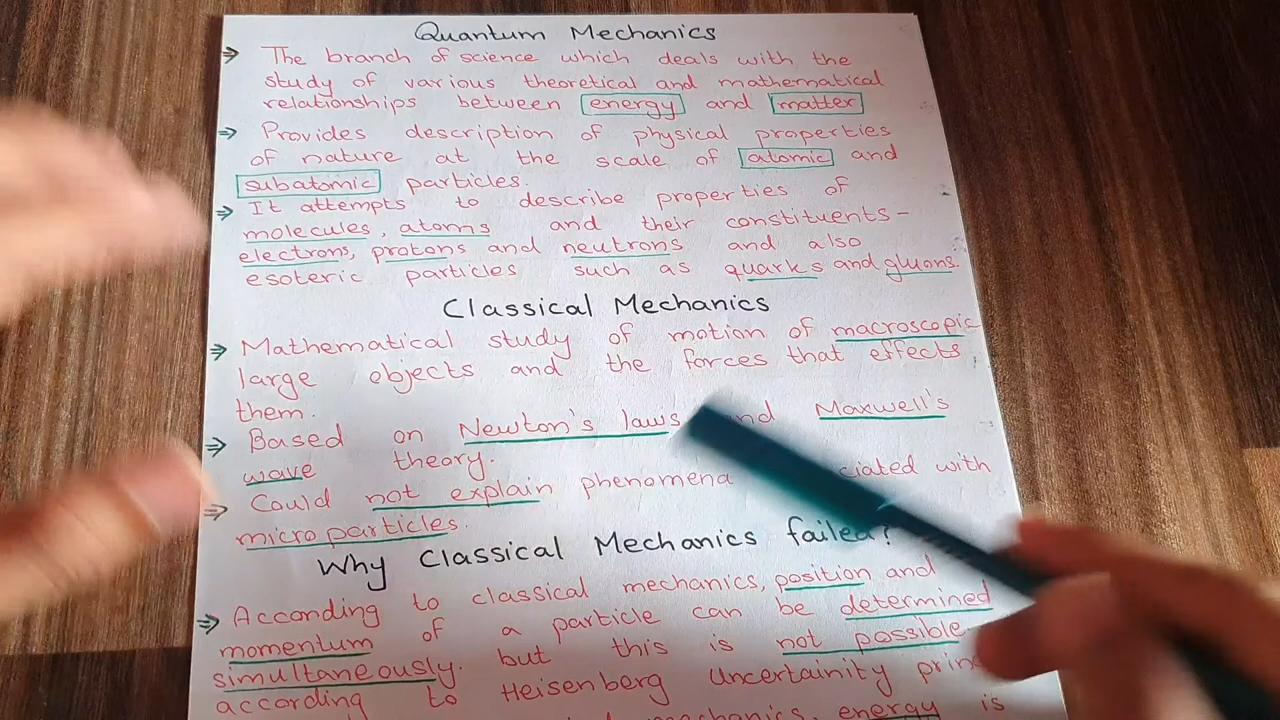 Quantum Mechanics
⇒ The branch of science which deals with the
study of various theoretical and mathematical
relationships between energy and matter
⇒ Provides description of physical properties
of nature at the scale of atomic and
subatomic particles.
⇒ It attempts to describe properties of
molecules, atoms and their constituents-
electrons, protons and neutrons and also
esoteric particles such as quarks and gluons.
Classical Mechanics
⇒ Mathematical study of motion of macroscopic
large objects and the forces that effects
them.
⇒ Based on Newton's laws and Maxwell's
wave theory.
⇒ Could not explain phenomena with
microparticles.
Why Classical Mechanics failed?
⇒ According to classical mechanics, position and
momentum of a particle can be determined
simultaneously. but this is not possible
according to Heisenberg Uncertainity
mechanics, energy is